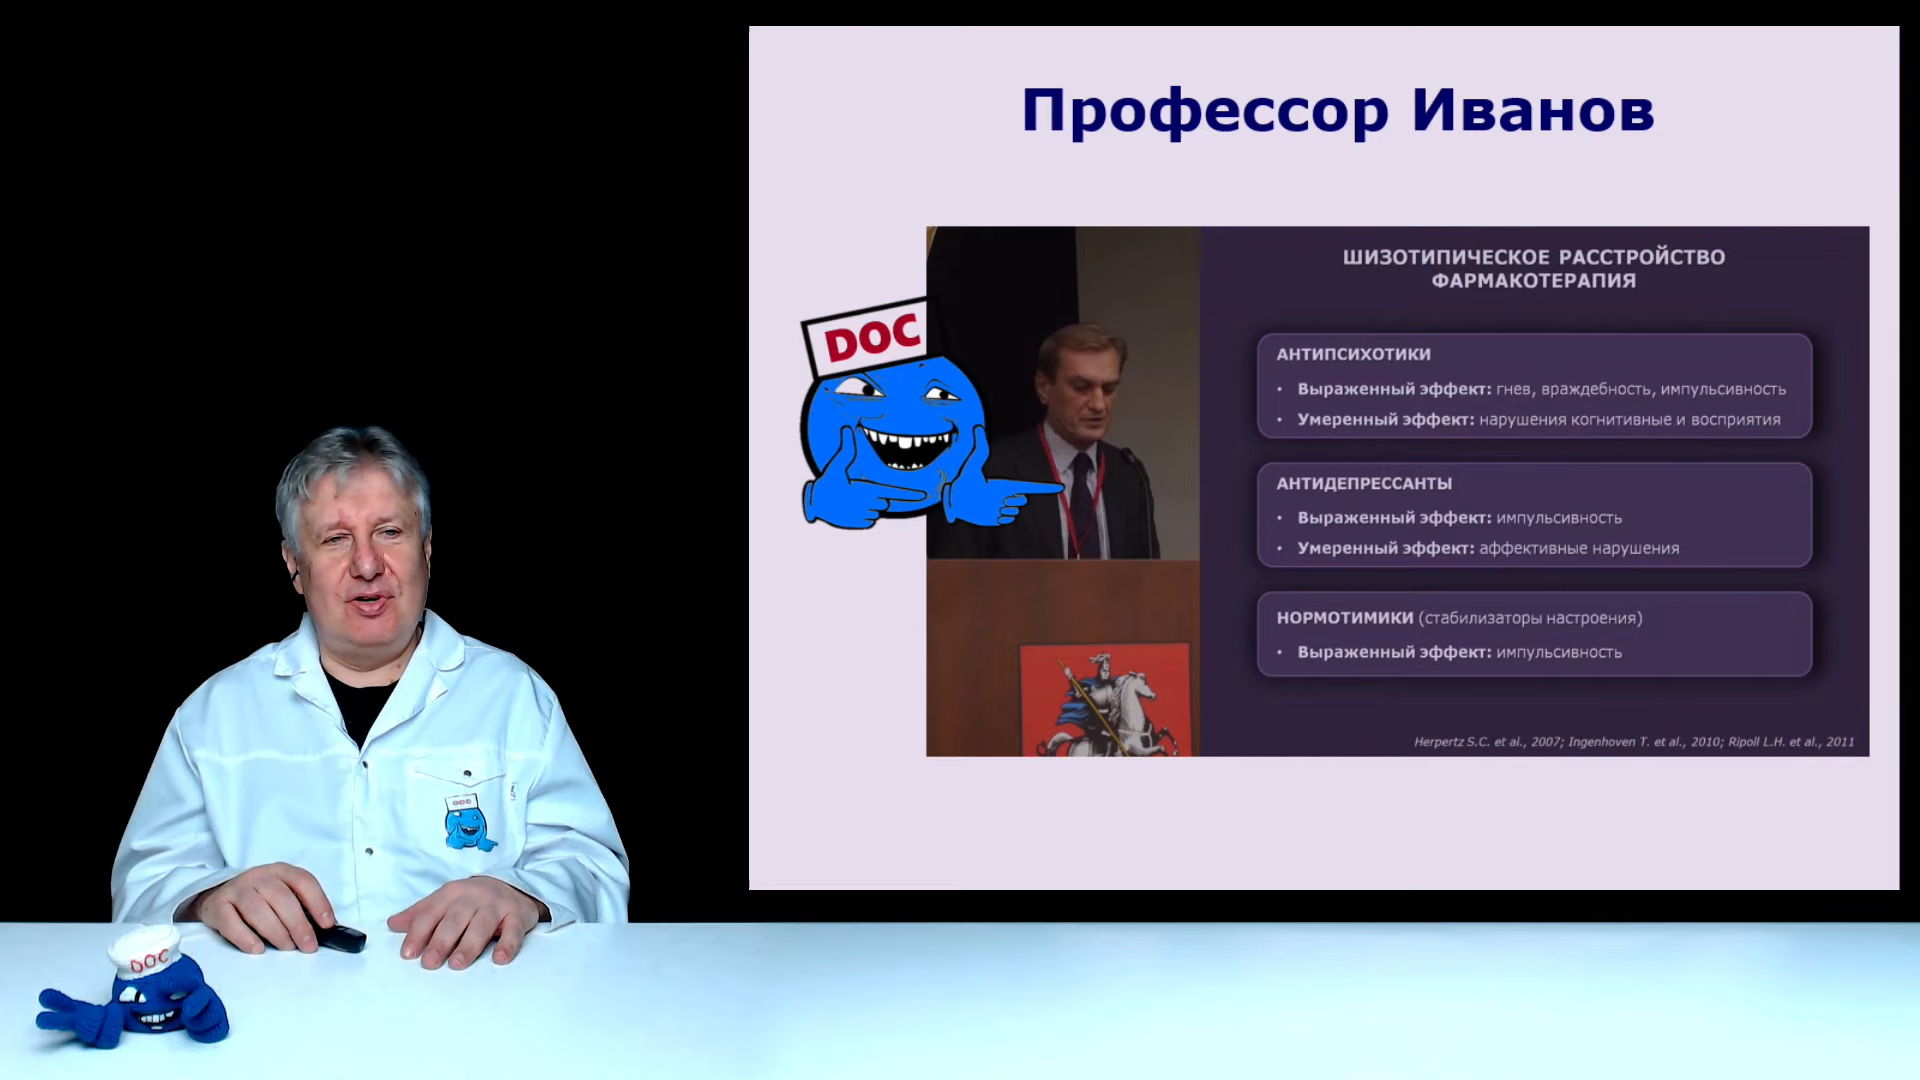 Профессор Иванов
DOC
ШИЗОТИПИЧЕСКОЕ РАССТРОЙСТВО
ФАРМАКОТЕРАПИЯ
АНТИПСИХОТИКИ
• Выраженный эффект: гнев, враждебность, импульсивность
• Умеренный эффект: нарушения когнитивные и восприятия
АНТИДЕПРЕССАНТЫ
• Выраженный эффект: импульсивность
• Умеренный эффект: аффективные нарушения
НОРМОТИМИКИ (стабилизаторы настроения)
• Выраженный эффект: импульсивность
Herpertz S.C. et al., 2007; Ingenhoven T. et al., 2010; Ripoll L.H. et al., 2011
DOC
DOC